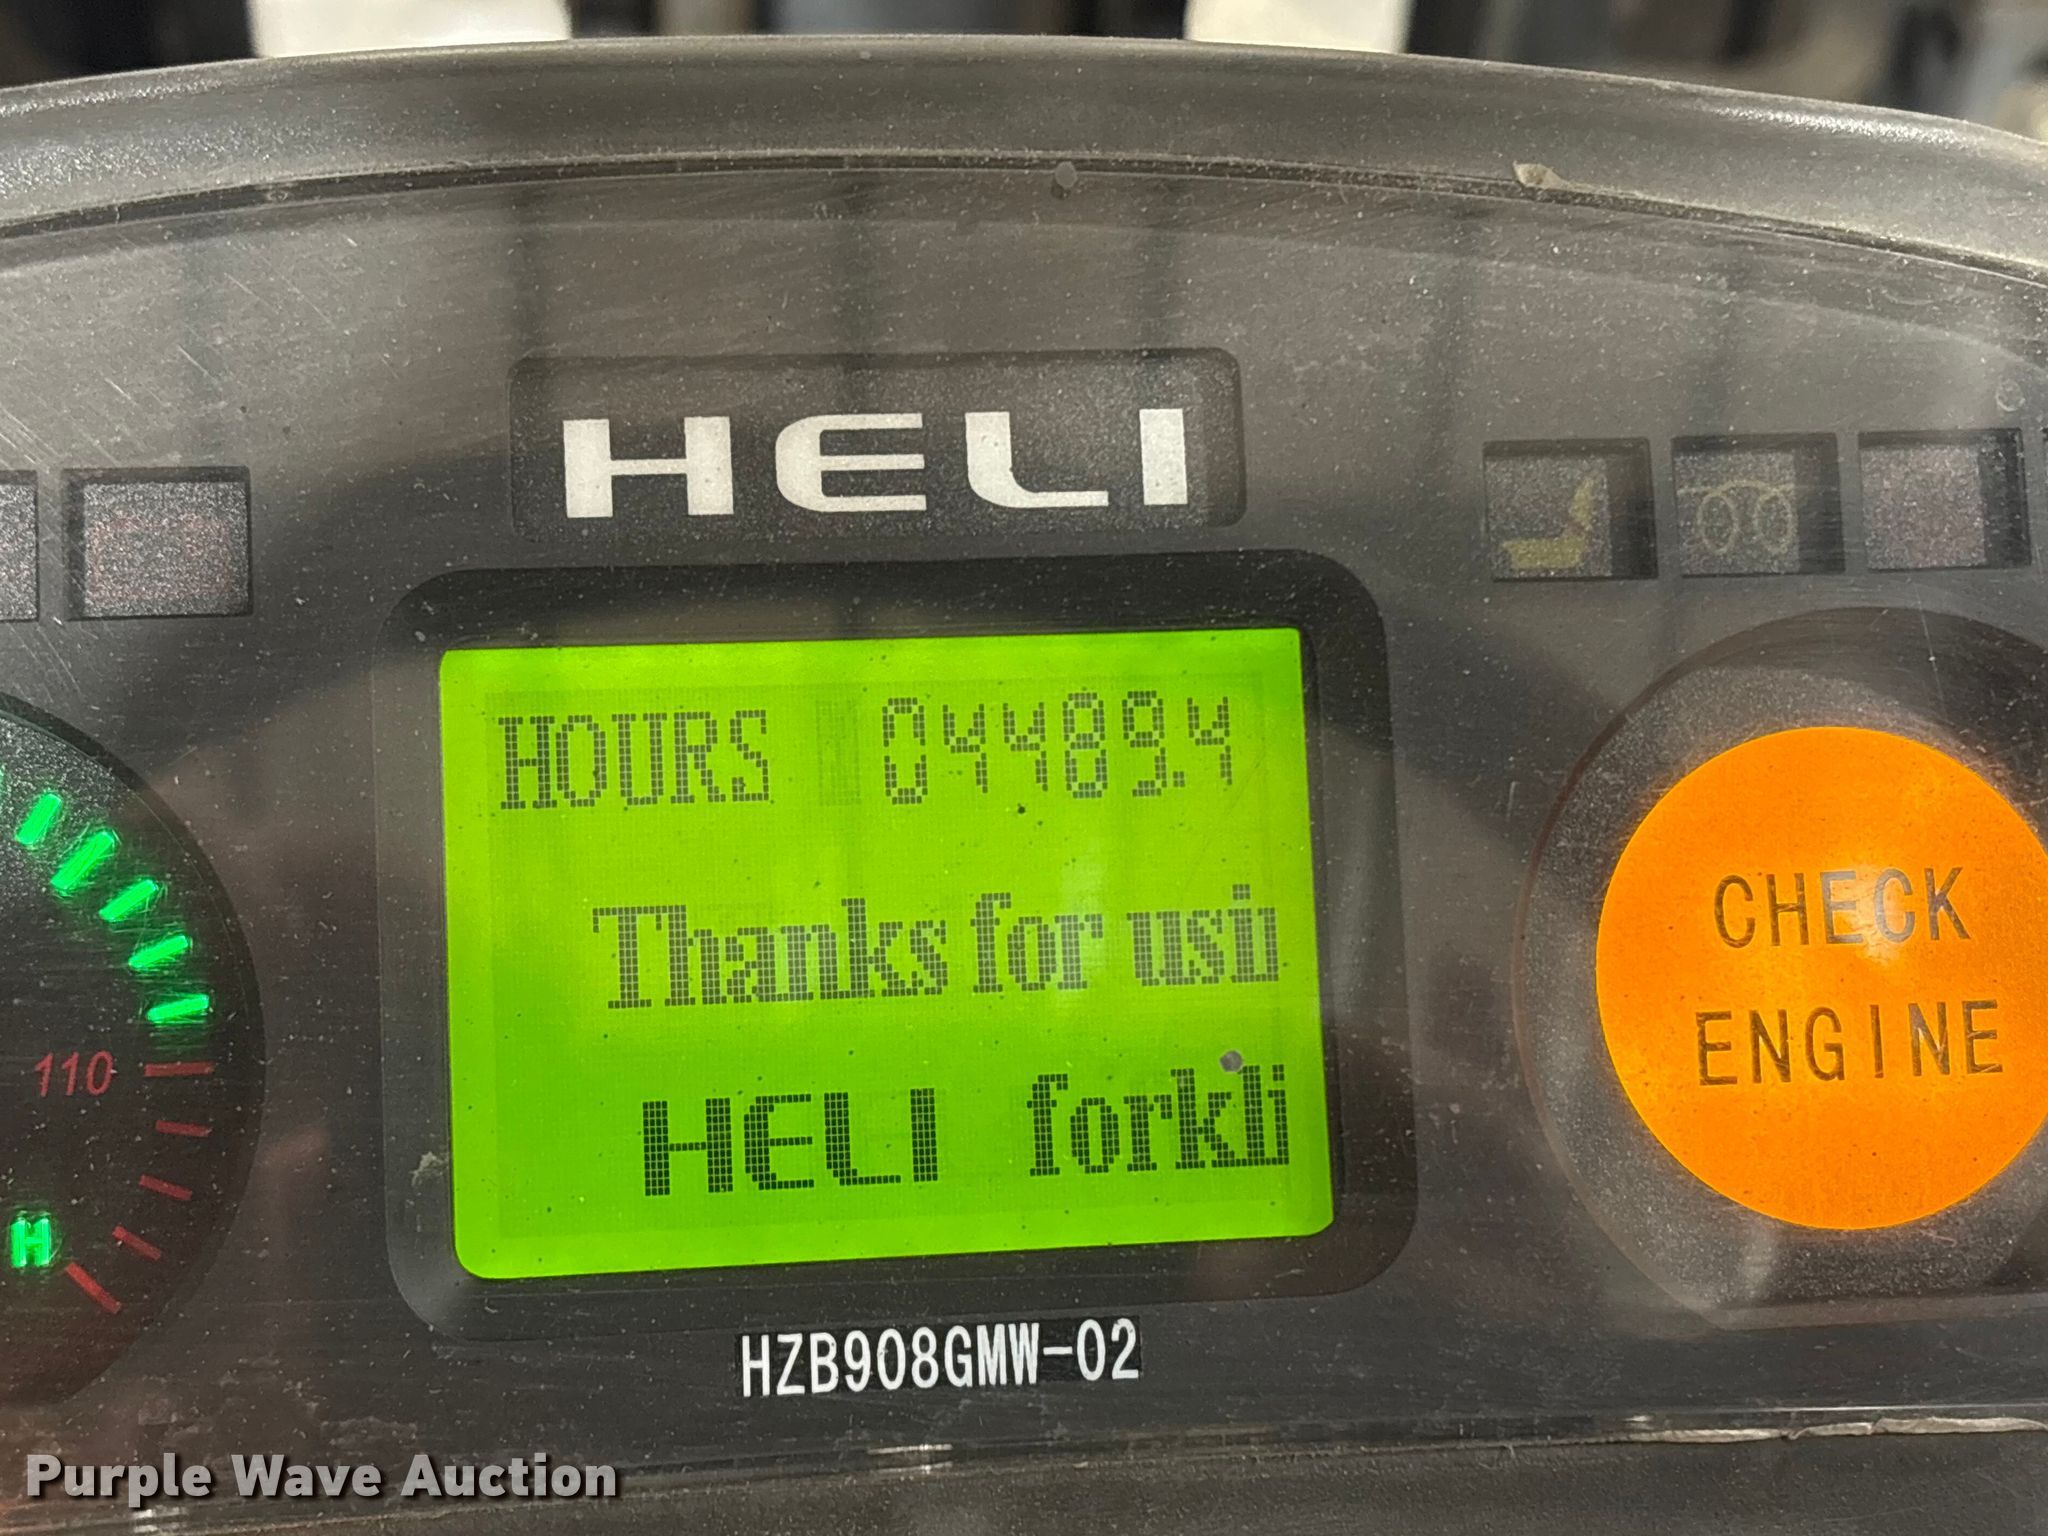 HELI
HOURS 04489.4
Thanks for usi
HELI forkli
CHECK
ENGINE
110
H
HZB908GMW-02
Purple Wave Auction